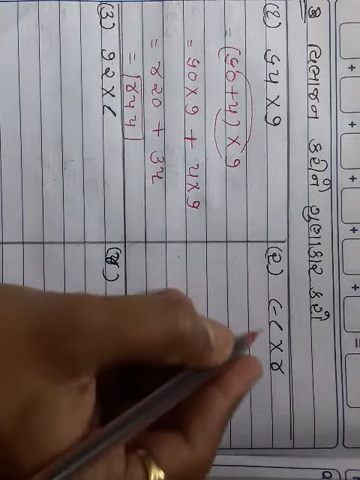 ૩ વિભાજન કરીને ગુણાકાર કરો
(૧) ૬૫ × ૭
(૨) ૯૮ × ૪
= (૬૦ + ૫) × ૭
= ૬૦ × ૭ + ૫ × ૭
= ૪૨૦ + ૩૫
= ૪૫૫
(૩) ૭૨ × ૮
(૪)